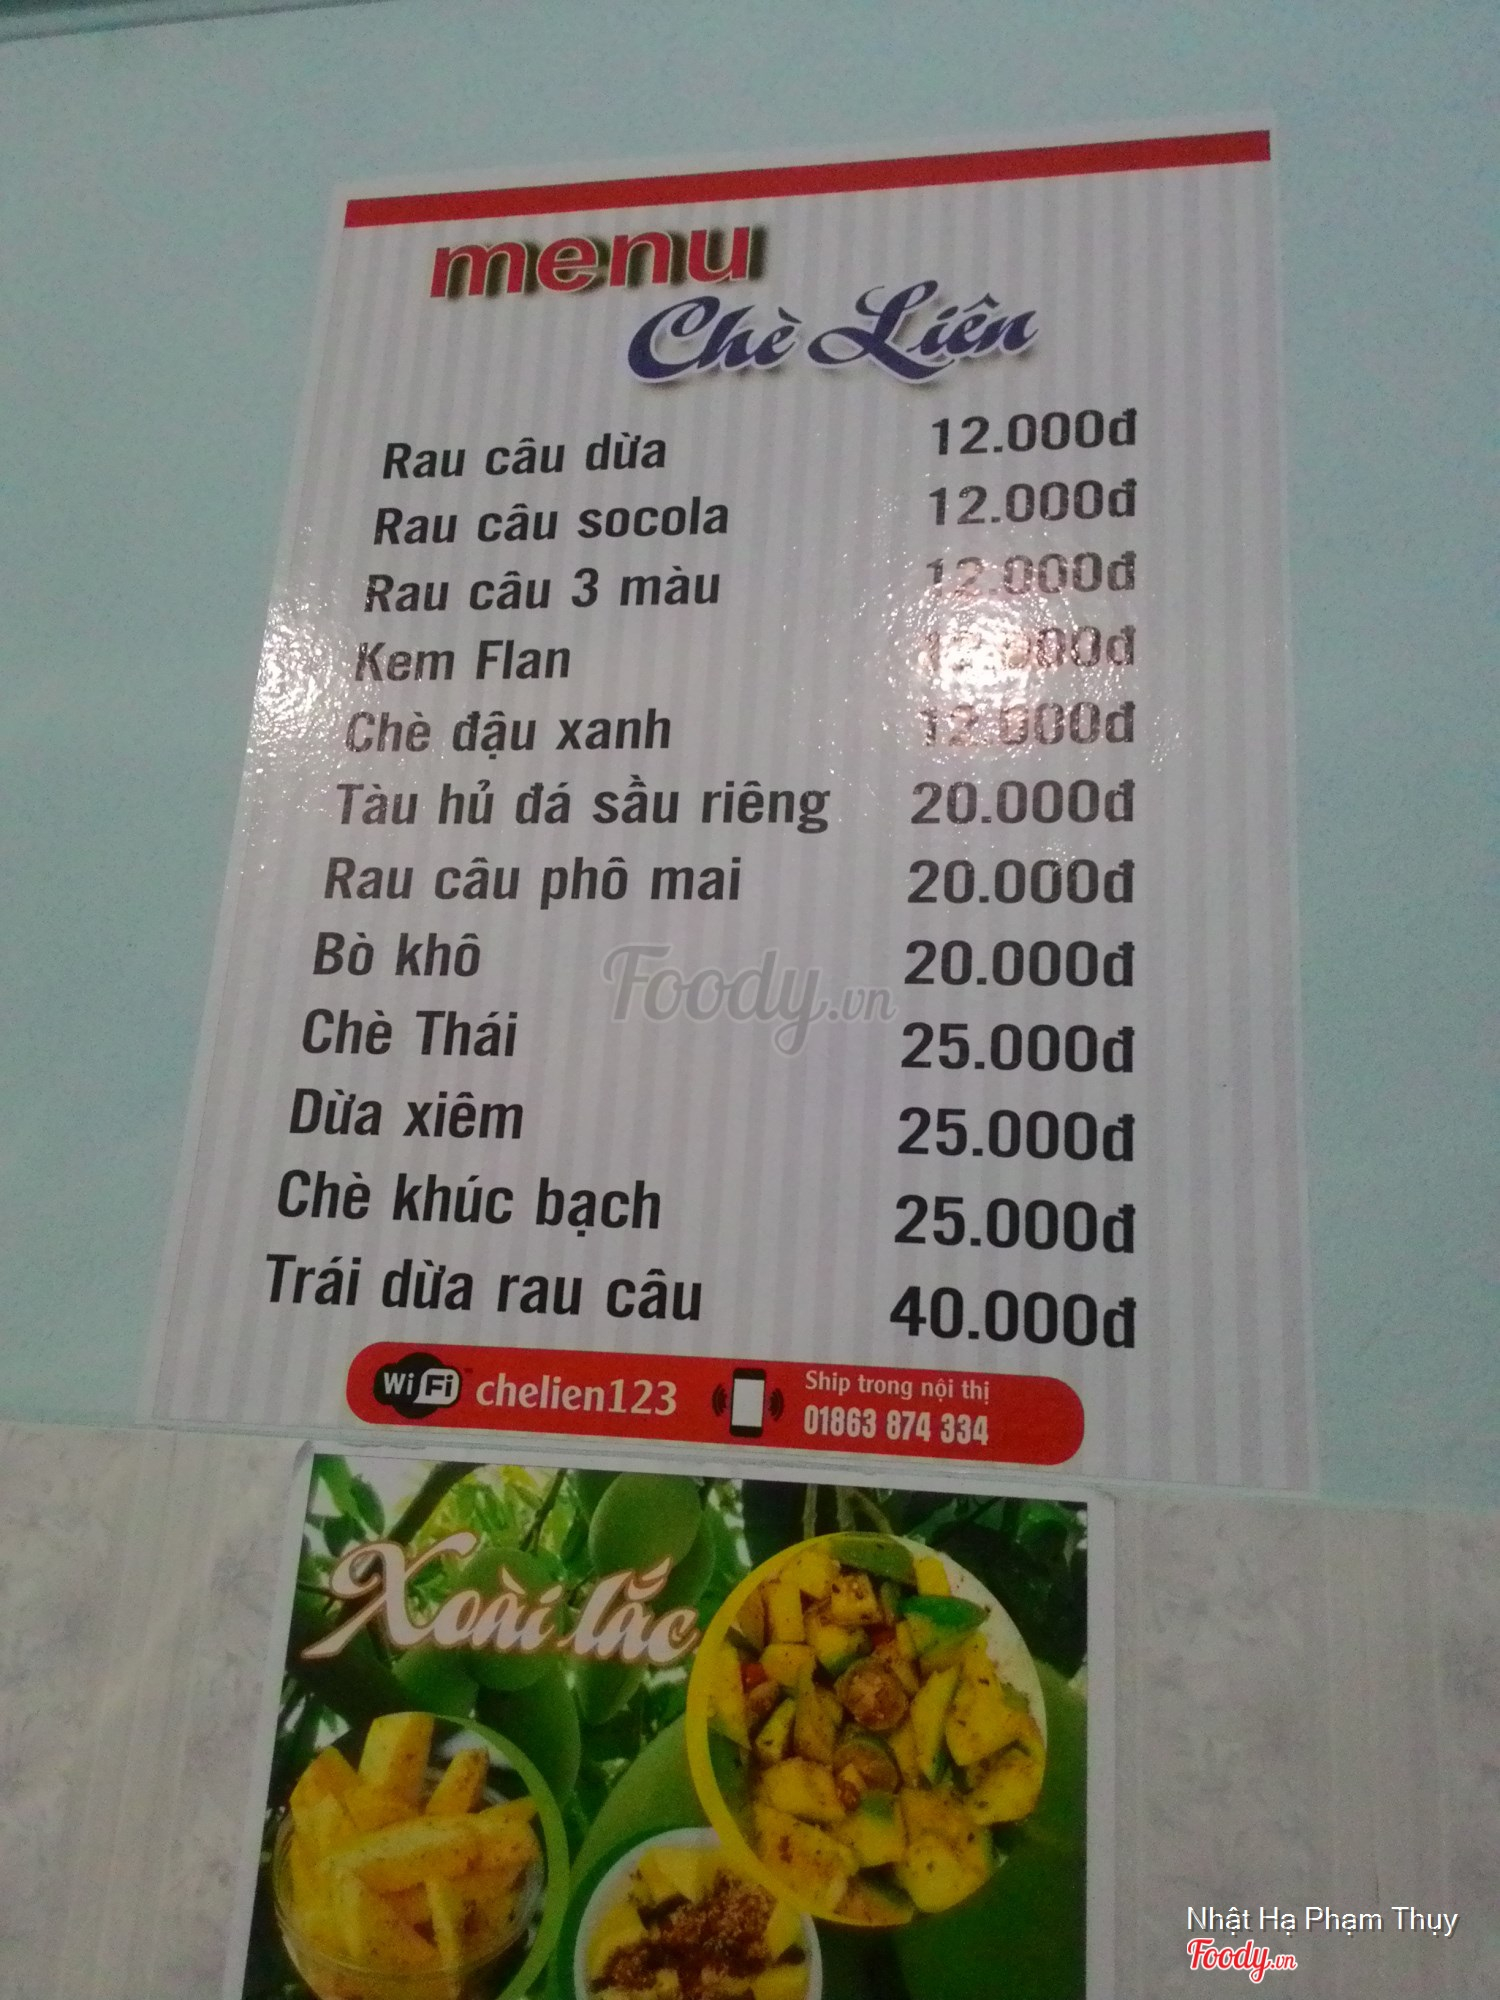 menu
Chè Liên
Rau câu dừa 12.000đ
Rau câu socola 12.000đ
Rau câu 3 màu 12.000đ
Kem Flan 12.000đ
Chè đậu xanh 12.000đ
Tàu hủ đá sầu riêng 20.000đ
Rau câu phô mai 20.000đ
Bò khô 20.000đ
Foody.vn
Chè Thái 25.000đ
Dừa xiêm 25.000đ
Chè khúc bạch 25.000đ
Trái dừa rau câu 40.000đ
WiFi chelien123
Ship trong nội thị
01863 874 334
Xoài lắc
Nhật Hạ Phạm Thụy
Foody.vn